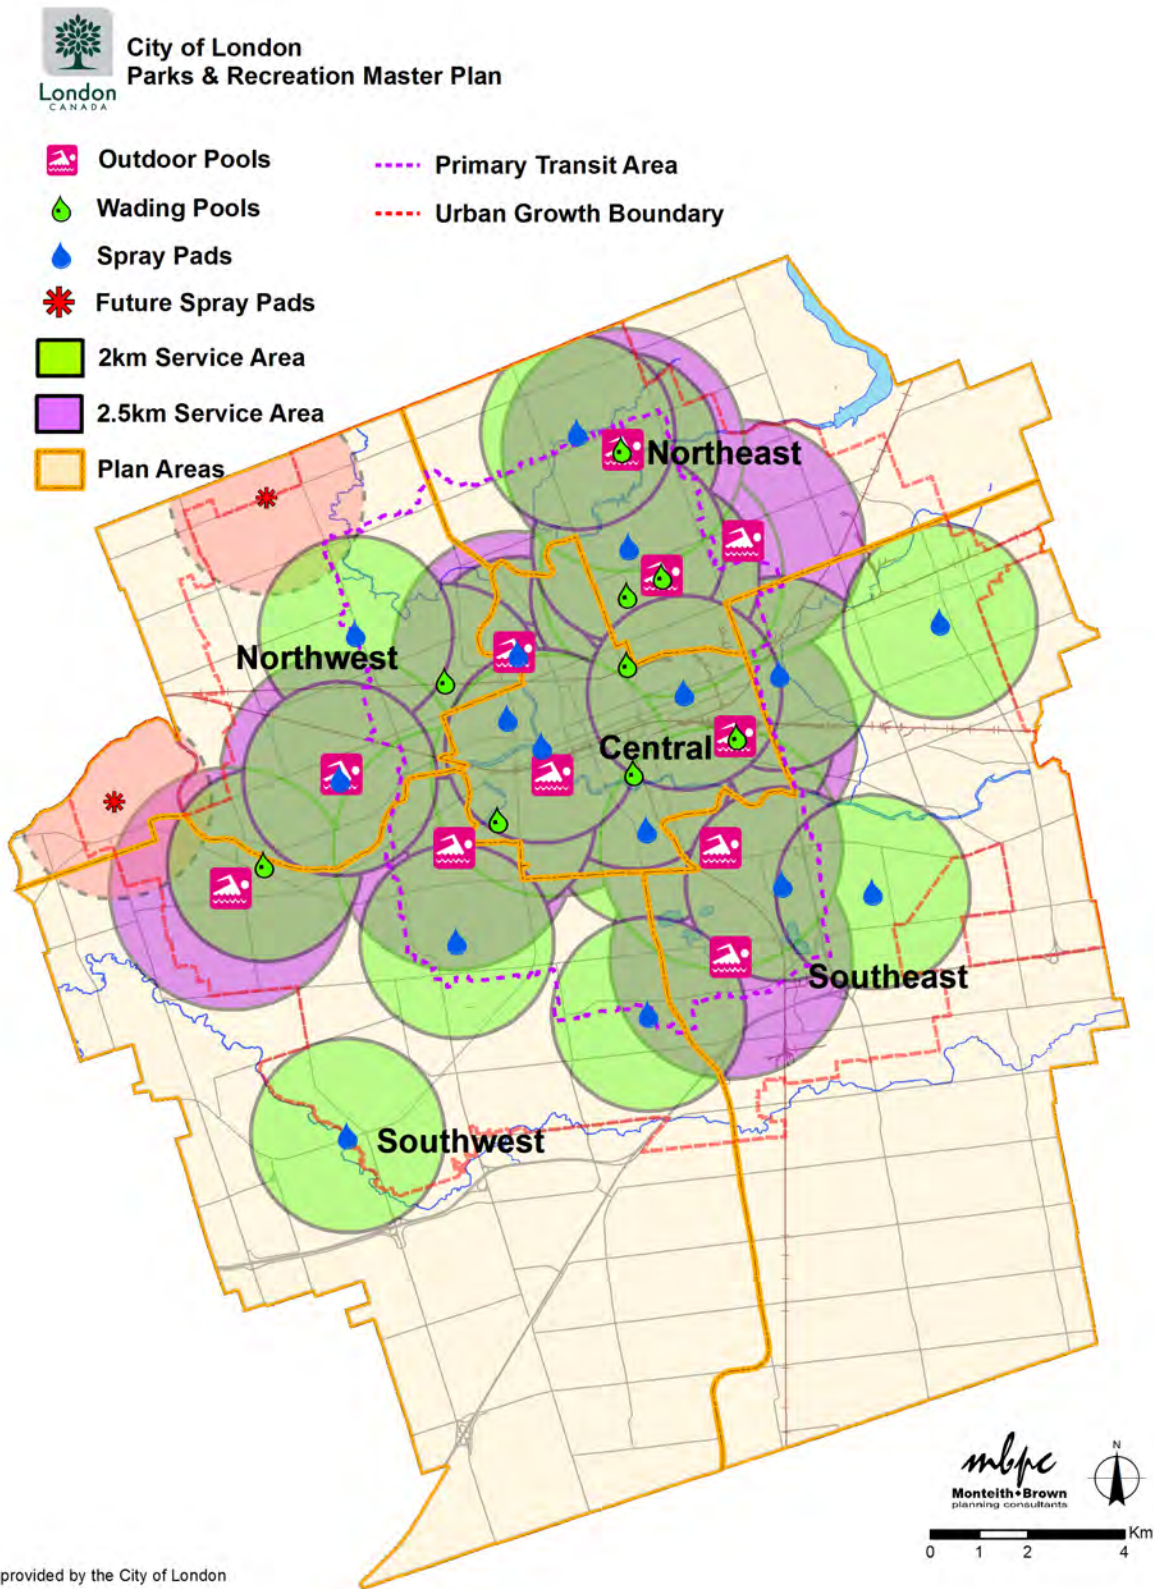 City of London
Parks & Recreation Master Plan
London
CANADA
Outdoor Pools
Wading Pools
Spray Pads
Future Spray Pads
2km Service Area
2.5km Service Area
Plan Areas
Primary Transit Area
Urban Growth Boundary
Northeast
Northwest
Central
Southeast
Southwest
mbpc
Monteith•Brown
planning consultants
N
Km
0 1 2 4
provided by the City of London